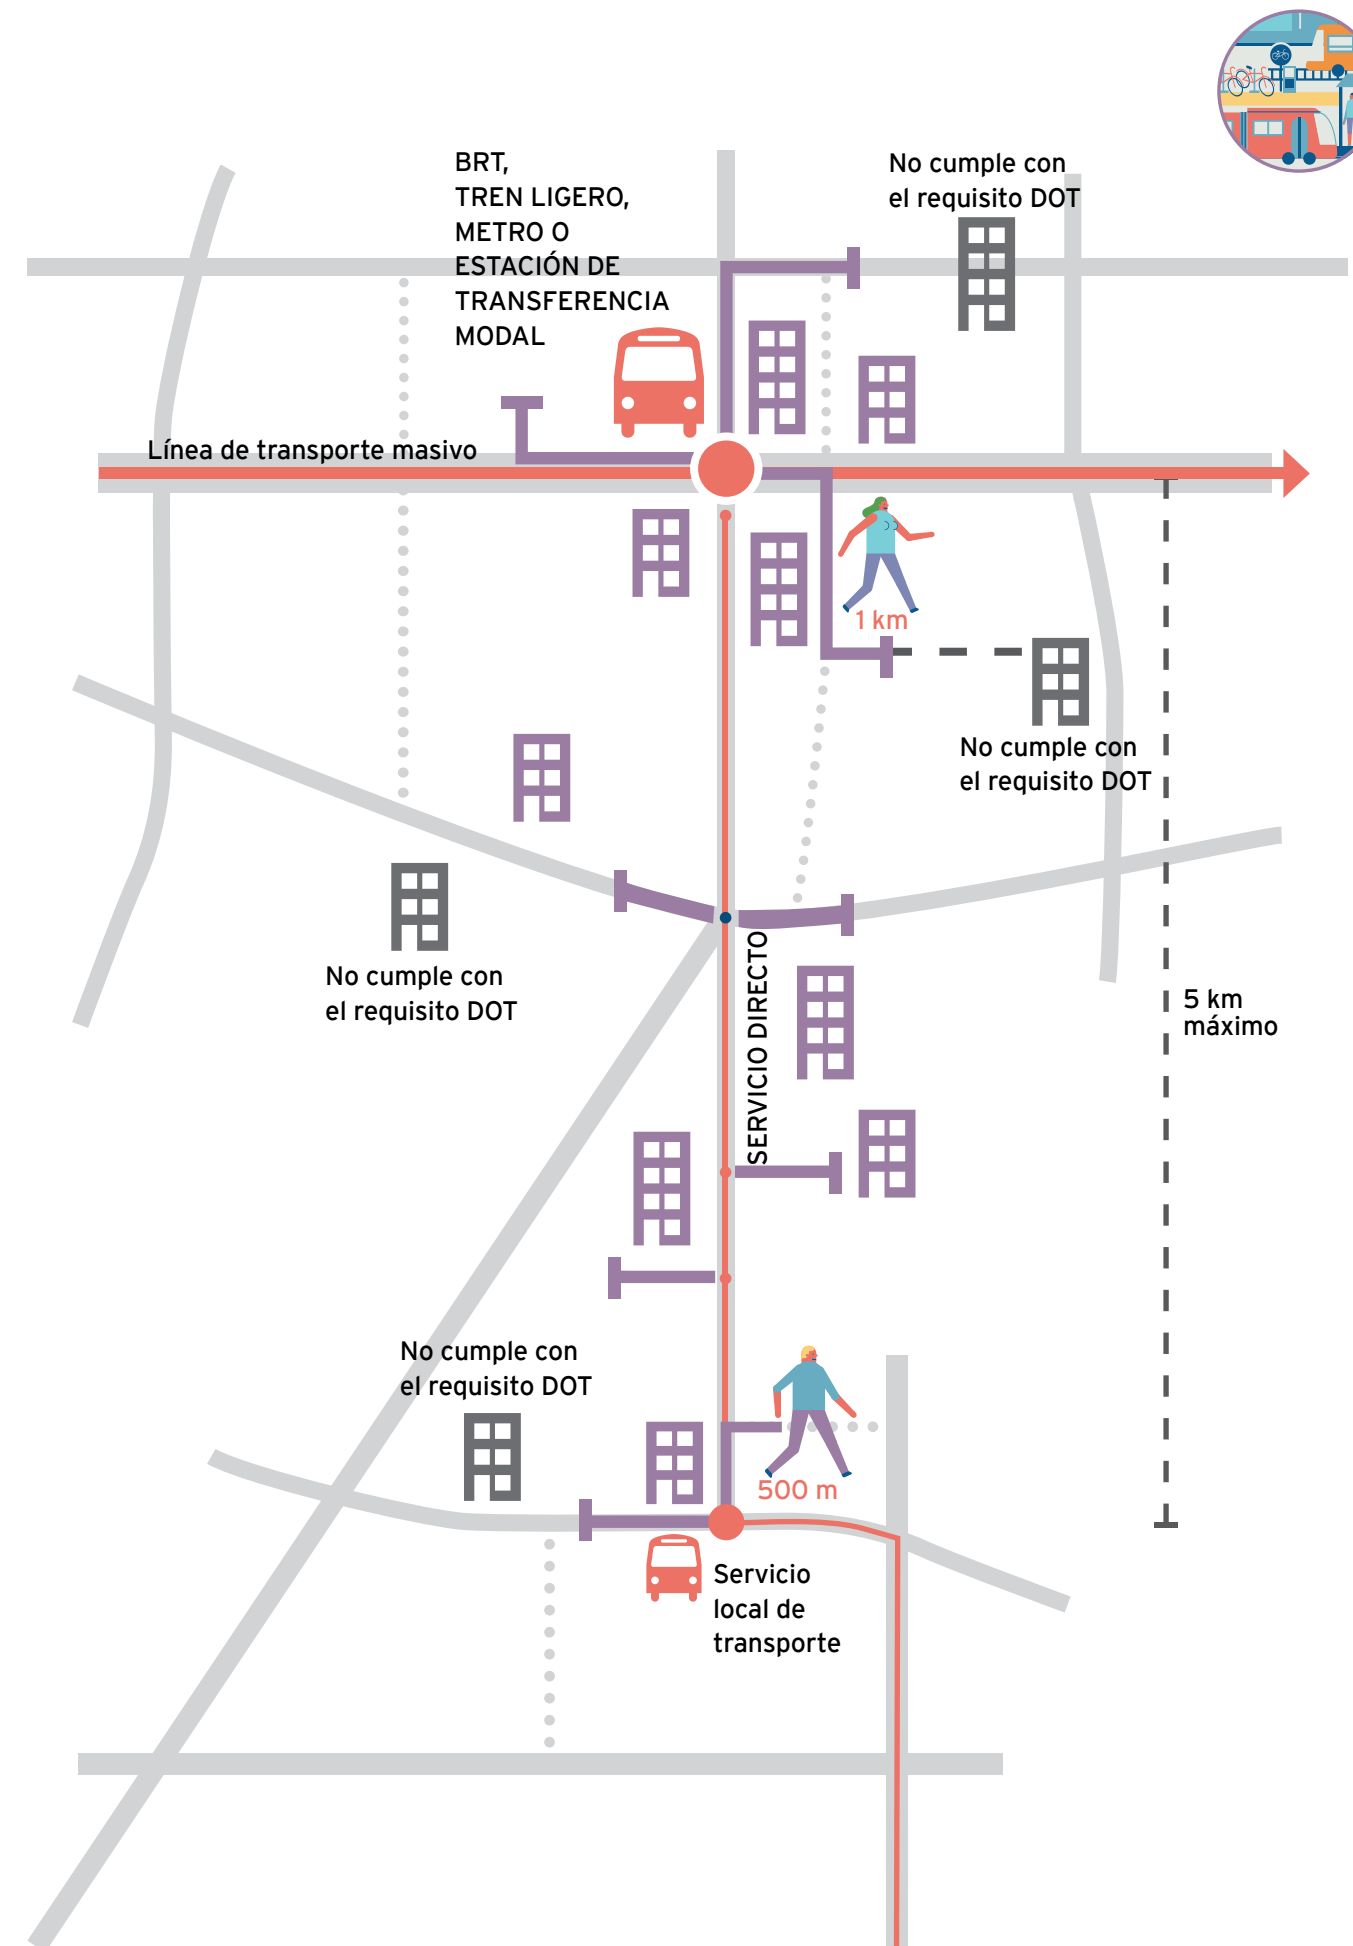 BRT,
TREN LIGERO,
METRO O
ESTACIÓN DE
TRANSFERENCIA
MODAL
No cumple con
el requisito DOT
Línea de transporte masivo
1 km
No cumple con
el requisito DOT
No cumple con
el requisito DOT
SERVICIO DIRECTO
5 km
máximo
No cumple con
el requisito DOT
500 m
Servicio
local de
transporte